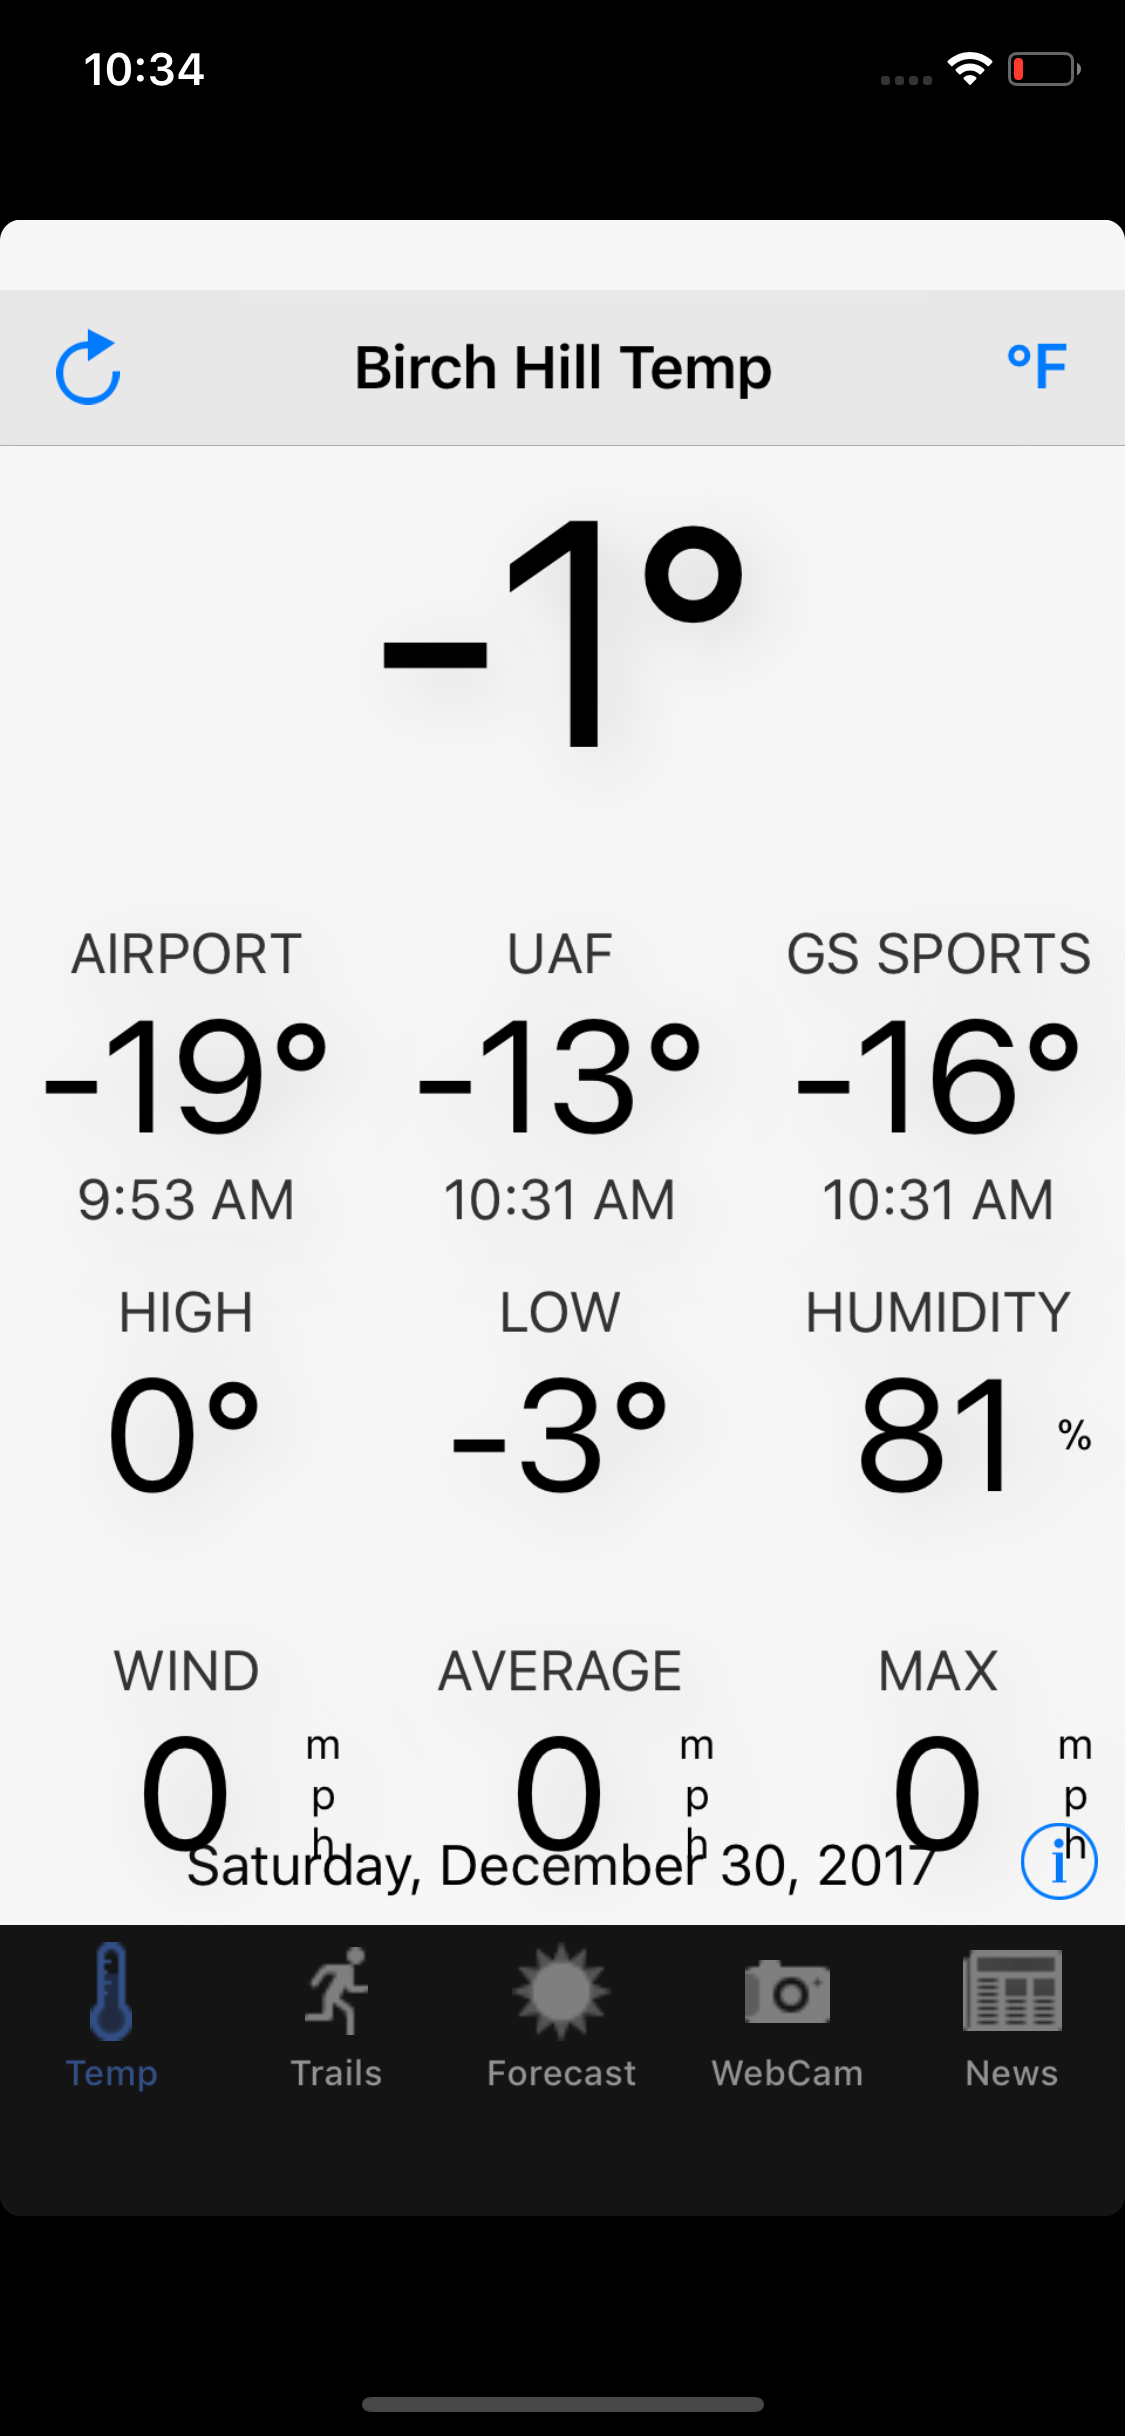 10:34
Birch Hill Temp °F
-1°
AIRPORT UAF GS SPORTS
-19° -13° -16°
9:53 AM 10:31 AM 10:31 AM
HIGH LOW HUMIDITY
0° -3° 81 %
WIND AVERAGE MAX
0 mph 0 mph 0 mph
Saturday, December 30, 2017 i
Temp Trails Forecast WebCam News